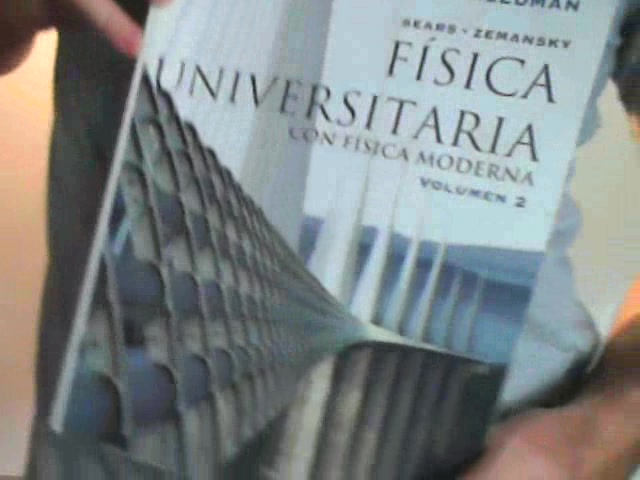 SEARS · ZEMANSKY
FÍSICA
UNIVERSITARIA
CON FÍSICA MODERNA
VOLUMEN 2